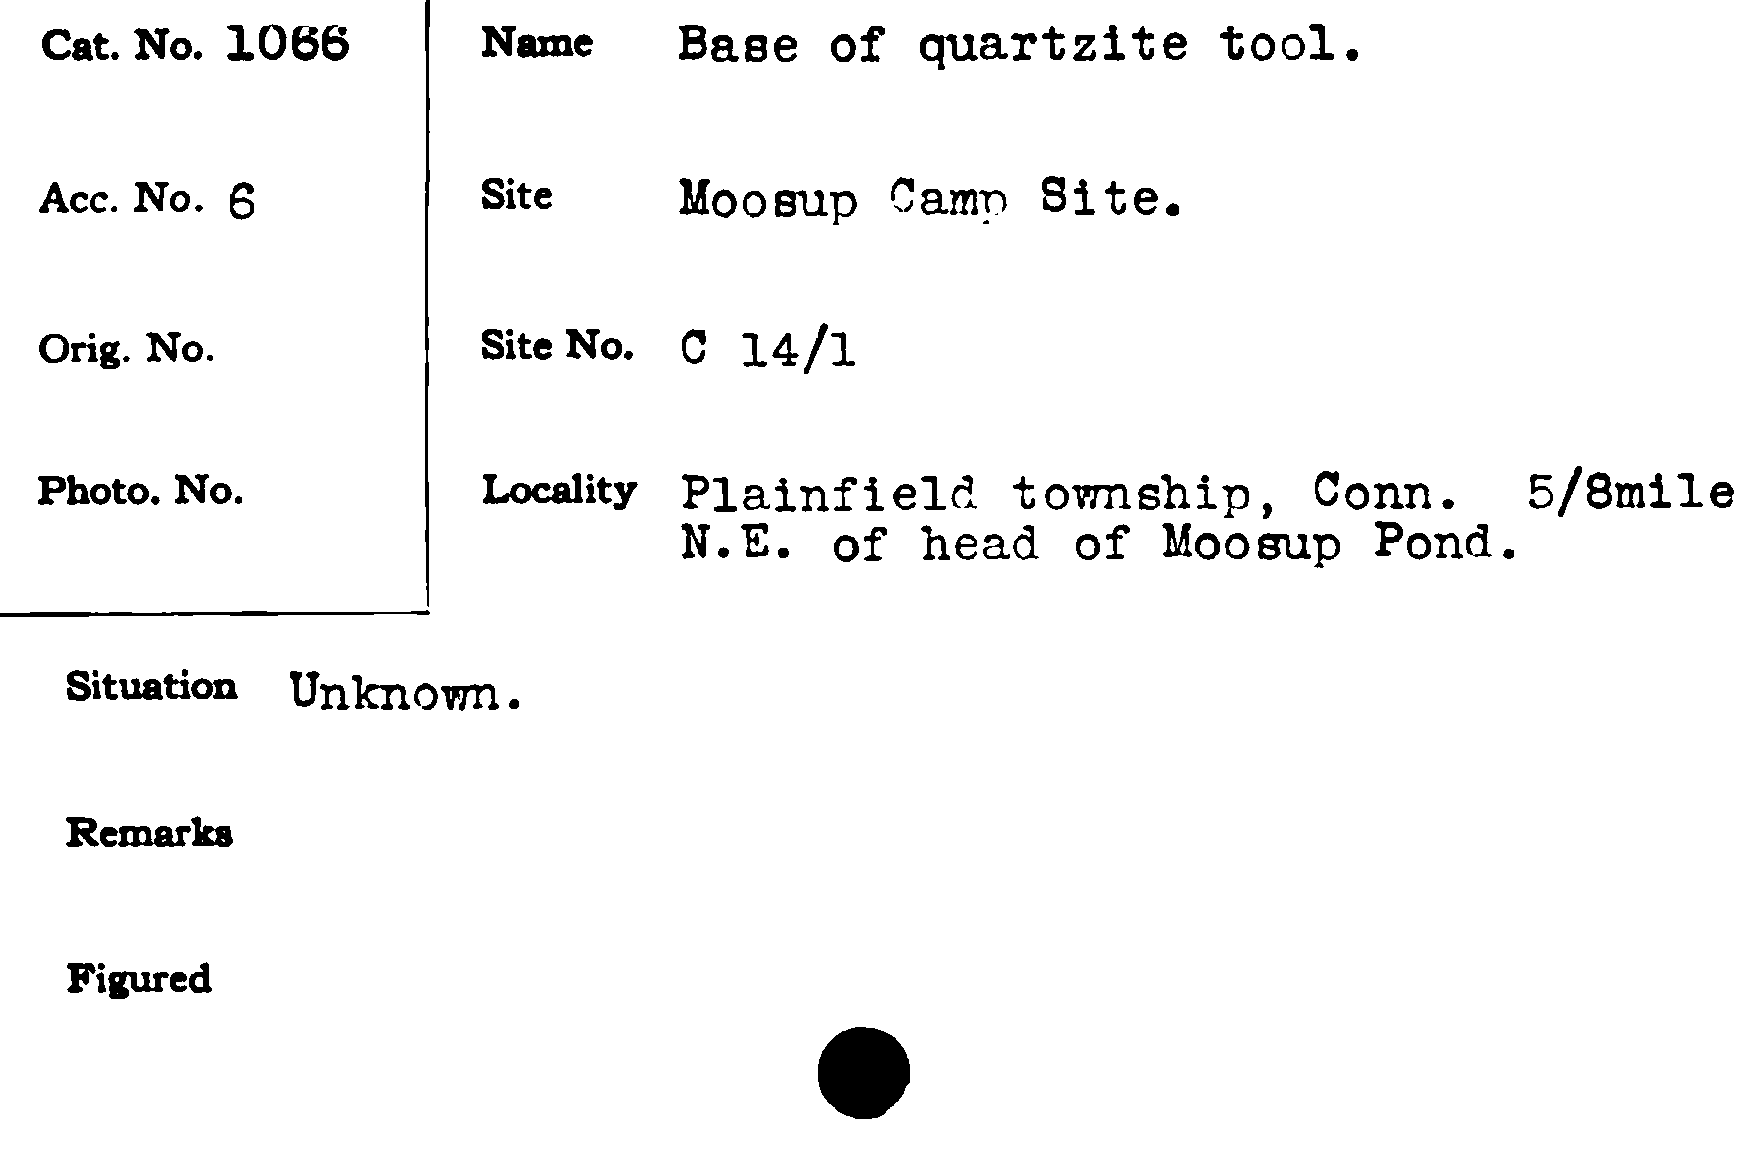 Cat. No. 1066
Name Base of quartzite tool.
Acc. No. 6
Site Moosup Camp Site.
Orig. No.
Site No. C 14/1
Photo. No.
Locality Plainfield township, Conn. 5/8mile
N.E. of head of Moosup Pond.
Situation Unknown.
Remarks
Figured